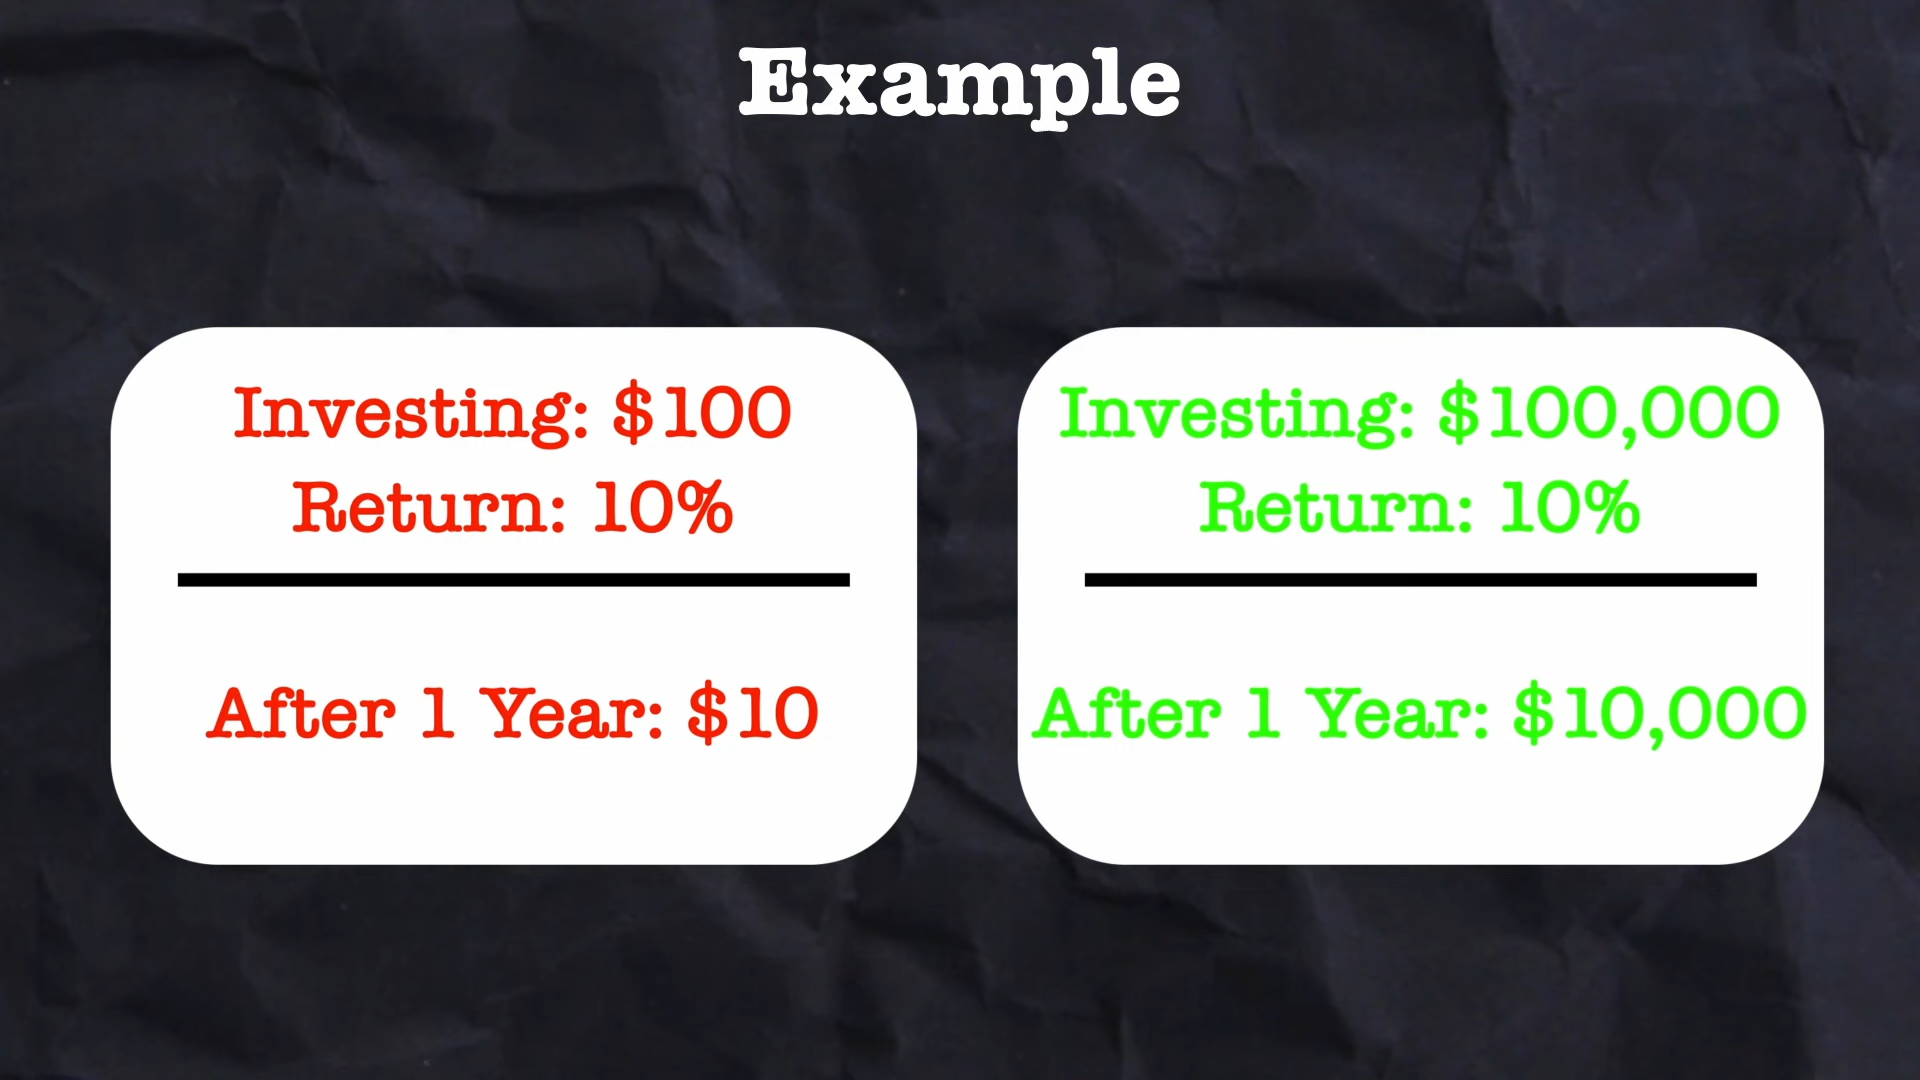 Example
Investing: $100
Return: 10%
After 1 Year: $10
Investing: $100,000
Return: 10%
After 1 Year: $10,000